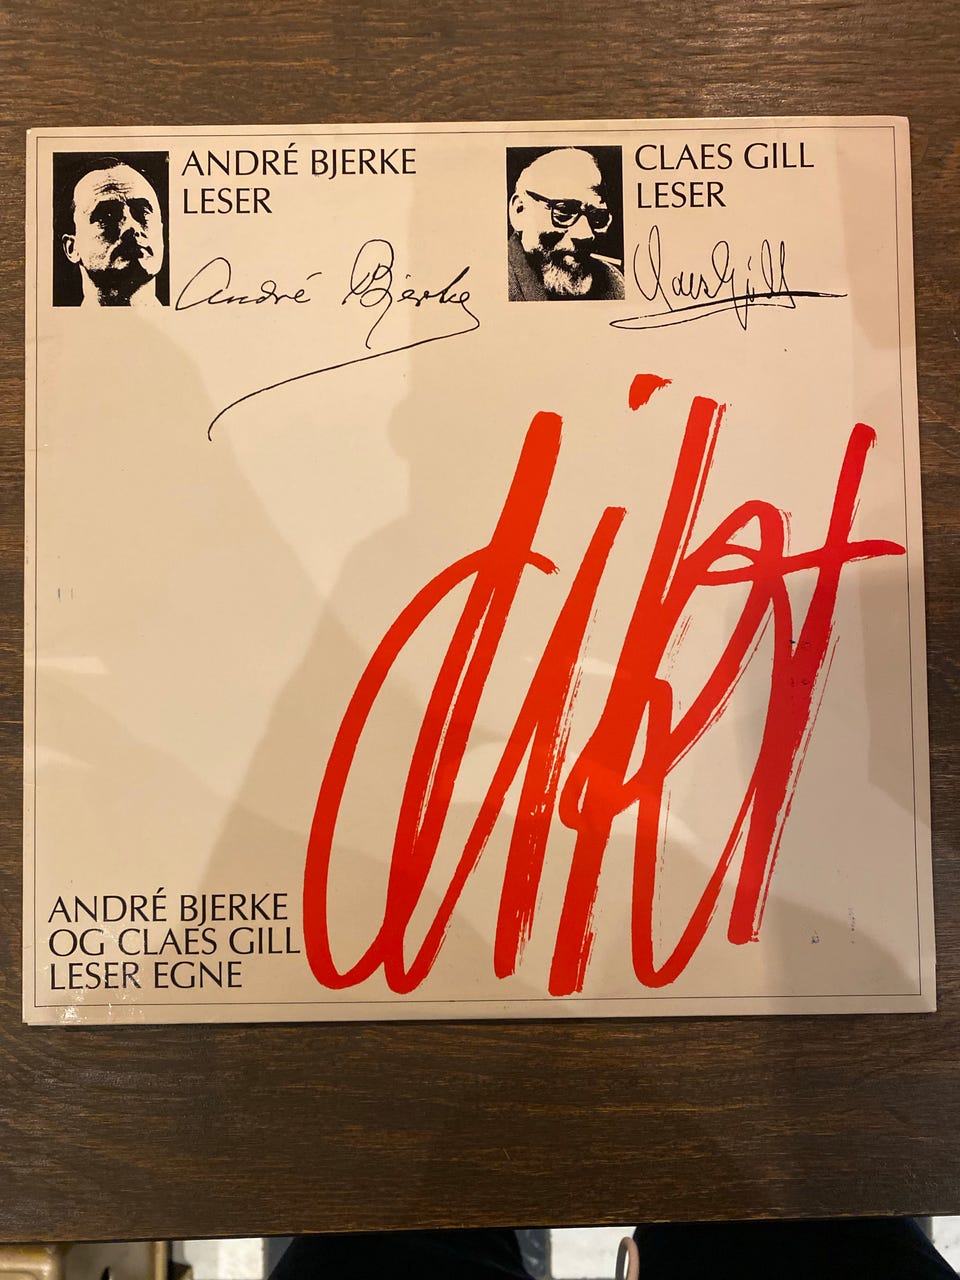 ANDRÉ BJERKE
LESER
André Bjerke
CLAES GILL
LESER
Claes Gill
dikt
ANDRÉ BJERKE
OG CLAES GILL
LESER EGNE